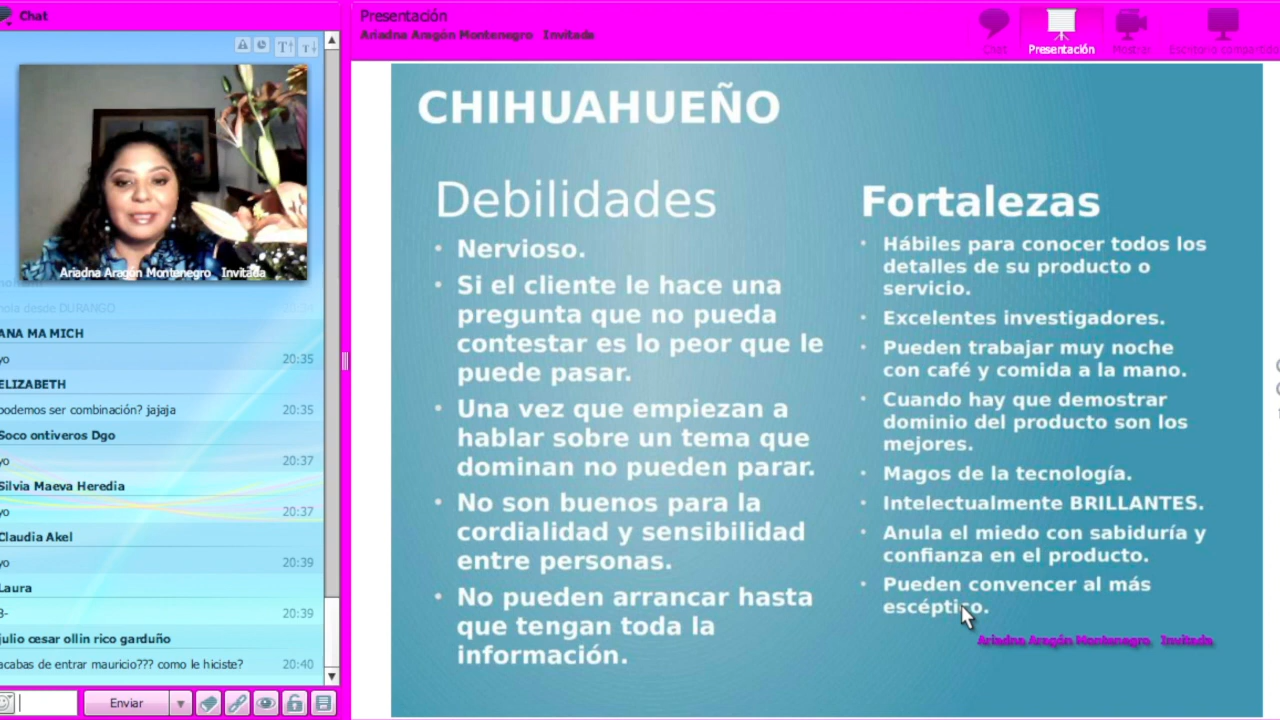 Chat
Ariadna Aragón Montenegro Invitada
hola desde DURANGO
ANA MA MICH
yo 20:35
ELIZABETH
podemos ser combinación? jajaja 20:35
Soco ontiveros Dgo
yo 20:37
Silvia Maeva Heredia
yo 20:37
Claudia Akel
yo 20:39
Laura
3- 20:39
julio cesar ollin rico garduño
acabas de entrar mauricio??? como le hiciste? 20:40
Enviar
Presentación
Ariadna Aragón Montenegro Invitada
Chat Presentación Mostrar Escritorio compartido
CHIHUAHUEÑO
Debilidades
• Nervioso.
• Si el cliente le hace una
pregunta que no pueda
contestar es lo peor que le
puede pasar.
• Una vez que empiezan a
hablar sobre un tema que
dominan no pueden parar.
• No son buenos para la
cordialidad y sensibilidad
entre personas.
• No pueden arrancar hasta
que tengan toda la
información.
Fortalezas
• Hábiles para conocer todos los
detalles de su producto o
servicio.
• Excelentes investigadores.
• Pueden trabajar muy noche
con café y comida a la mano.
• Cuando hay que demostrar
dominio del producto son los
mejores.
• Magos de la tecnología.
• Intelectualmente BRILLANTES.
• Anula el miedo con sabiduría y
confianza en el producto.
• Pueden convencer al más
escéptico.
Ariadna Aragón Montenegro Invitada